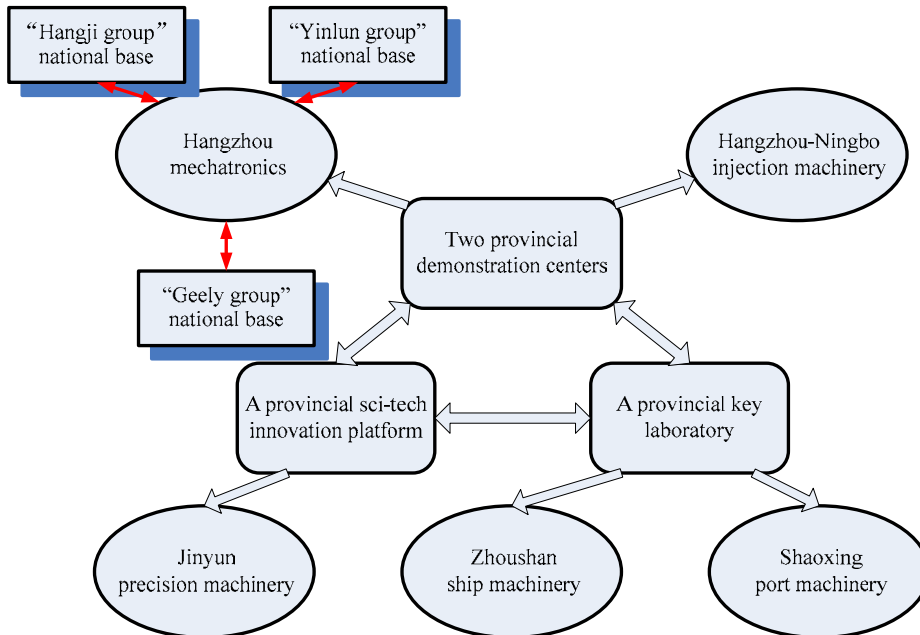 “Hangji group”
national base
“Yinlun group”
national base
Hangzhou
mechatronics
Hangzhou-Ningbo
injection machinery
Two provincial
demonstration centers
“Geely group”
national base
A provincial sci-tech
innovation platform
A provincial key
laboratory
Jinyun
precision machinery
Zhoushan
ship machinery
Shaoxing
port machinery